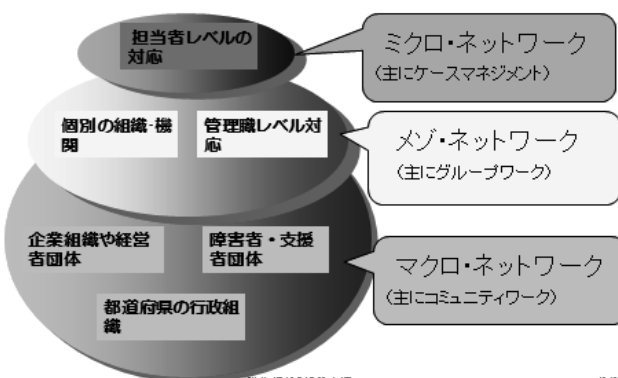 担当者レベルの
対応
ミクロ・ネットワーク
(主にケースマネジメント)
個別の組織・機
関
管理職レベル対
応
メゾ・ネットワーク
(主にグループワーク)
企業組織や経営
者団体
障害者・支援
者団体
都道府県の行政組
織
マクロ・ネットワーク
(主にコミュニティワーク)